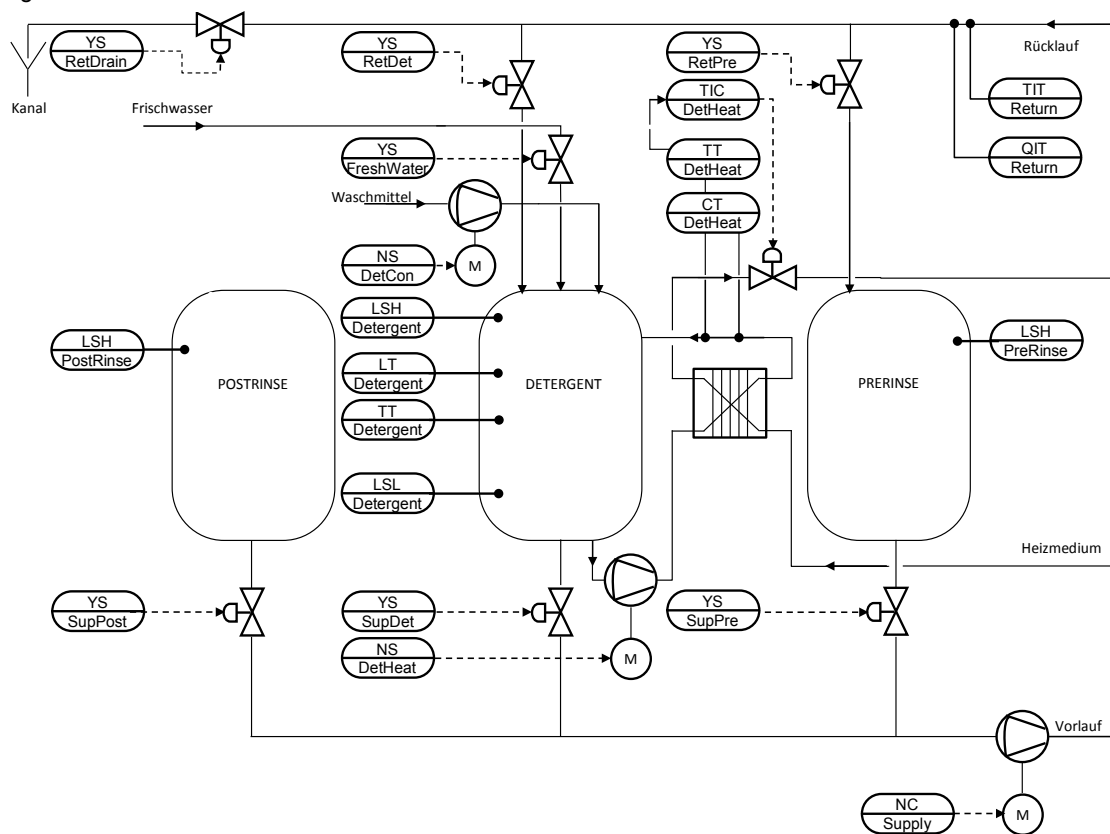 YS
RetDrain
YS
RetDet
YS
RetPre
Rücklauf
Kanal
Frischwasser
TIC
DetHeat
TIT
Return
YS
FreshWater
TT
DetHeat
QIT
Return
Waschmittel
CT
DetHeat
NS
DetCon
M
LSH
Detergent
LSH
PostRinse
LSH
PreRinse
POSTRINSE
LT
Detergent
DETERGENT
PRERINSE
TT
Detergent
LSL
Detergent
Heizmedium
YS
SupPost
YS
SupDet
YS
SupPre
NS
DetHeat
M
Vorlauf
NC
Supply
M